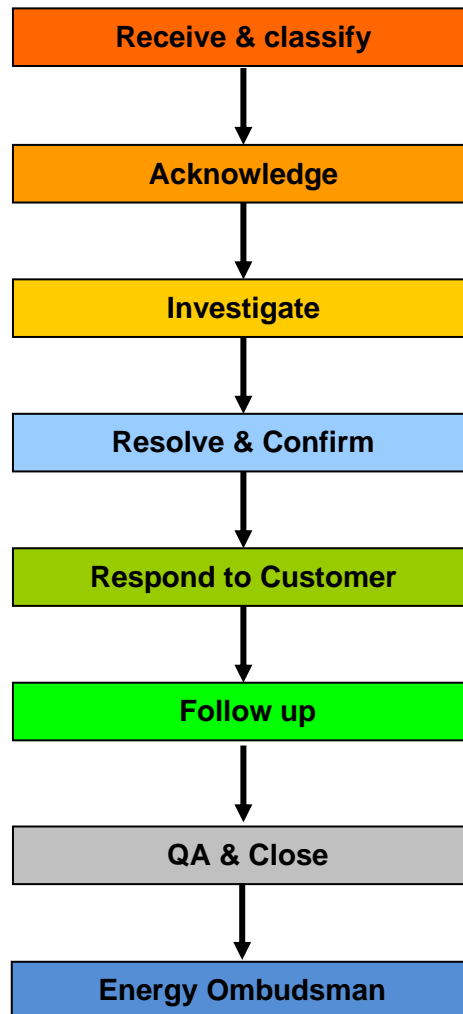 Receive & classify
Acknowledge
Investigate
Resolve & Confirm
Respond to Customer
Follow up
QA & Close
Energy Ombudsman